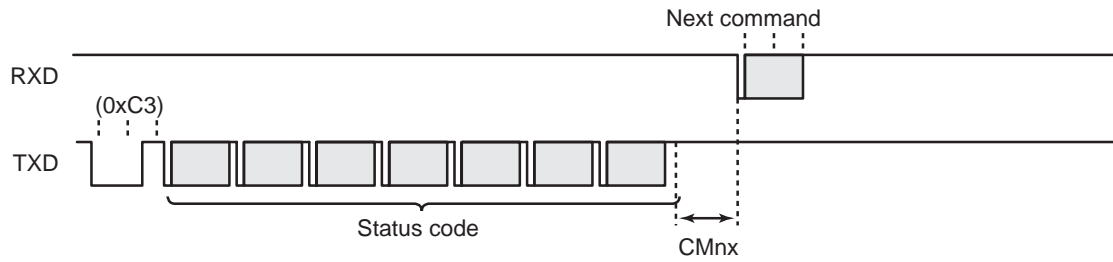 Next command
RXD
(0xC3)
TXD
Status code
CMnx